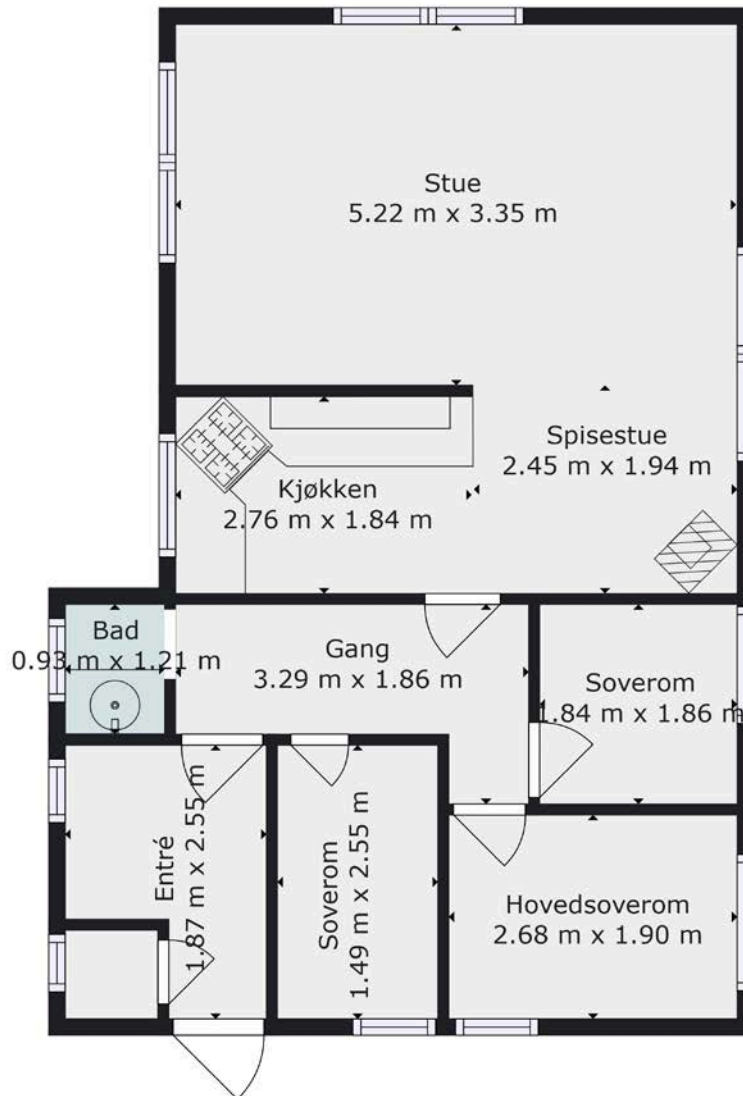 Stue
5.22 m x 3.35 m
Spisestue
2.45 m x 1.94 m
Kjøkken
2.76 m x 1.84 m
Bad
0.93 m x 1.21 m
Gang
3.29 m x 1.86 m
Soverom
1.84 m x 1.86 m
Entré
1.87 m x 2.55 m
Soverom
1.49 m x 2.55 m
Hovedsoverom
2.68 m x 1.90 m